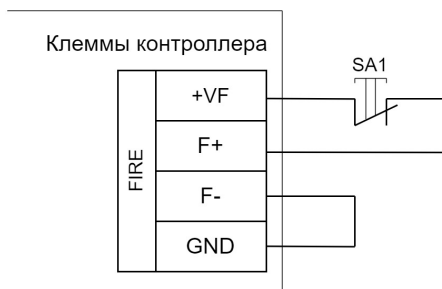 Клеммы контроллера
SA1
+VF
F+
FIRE
F-
GND